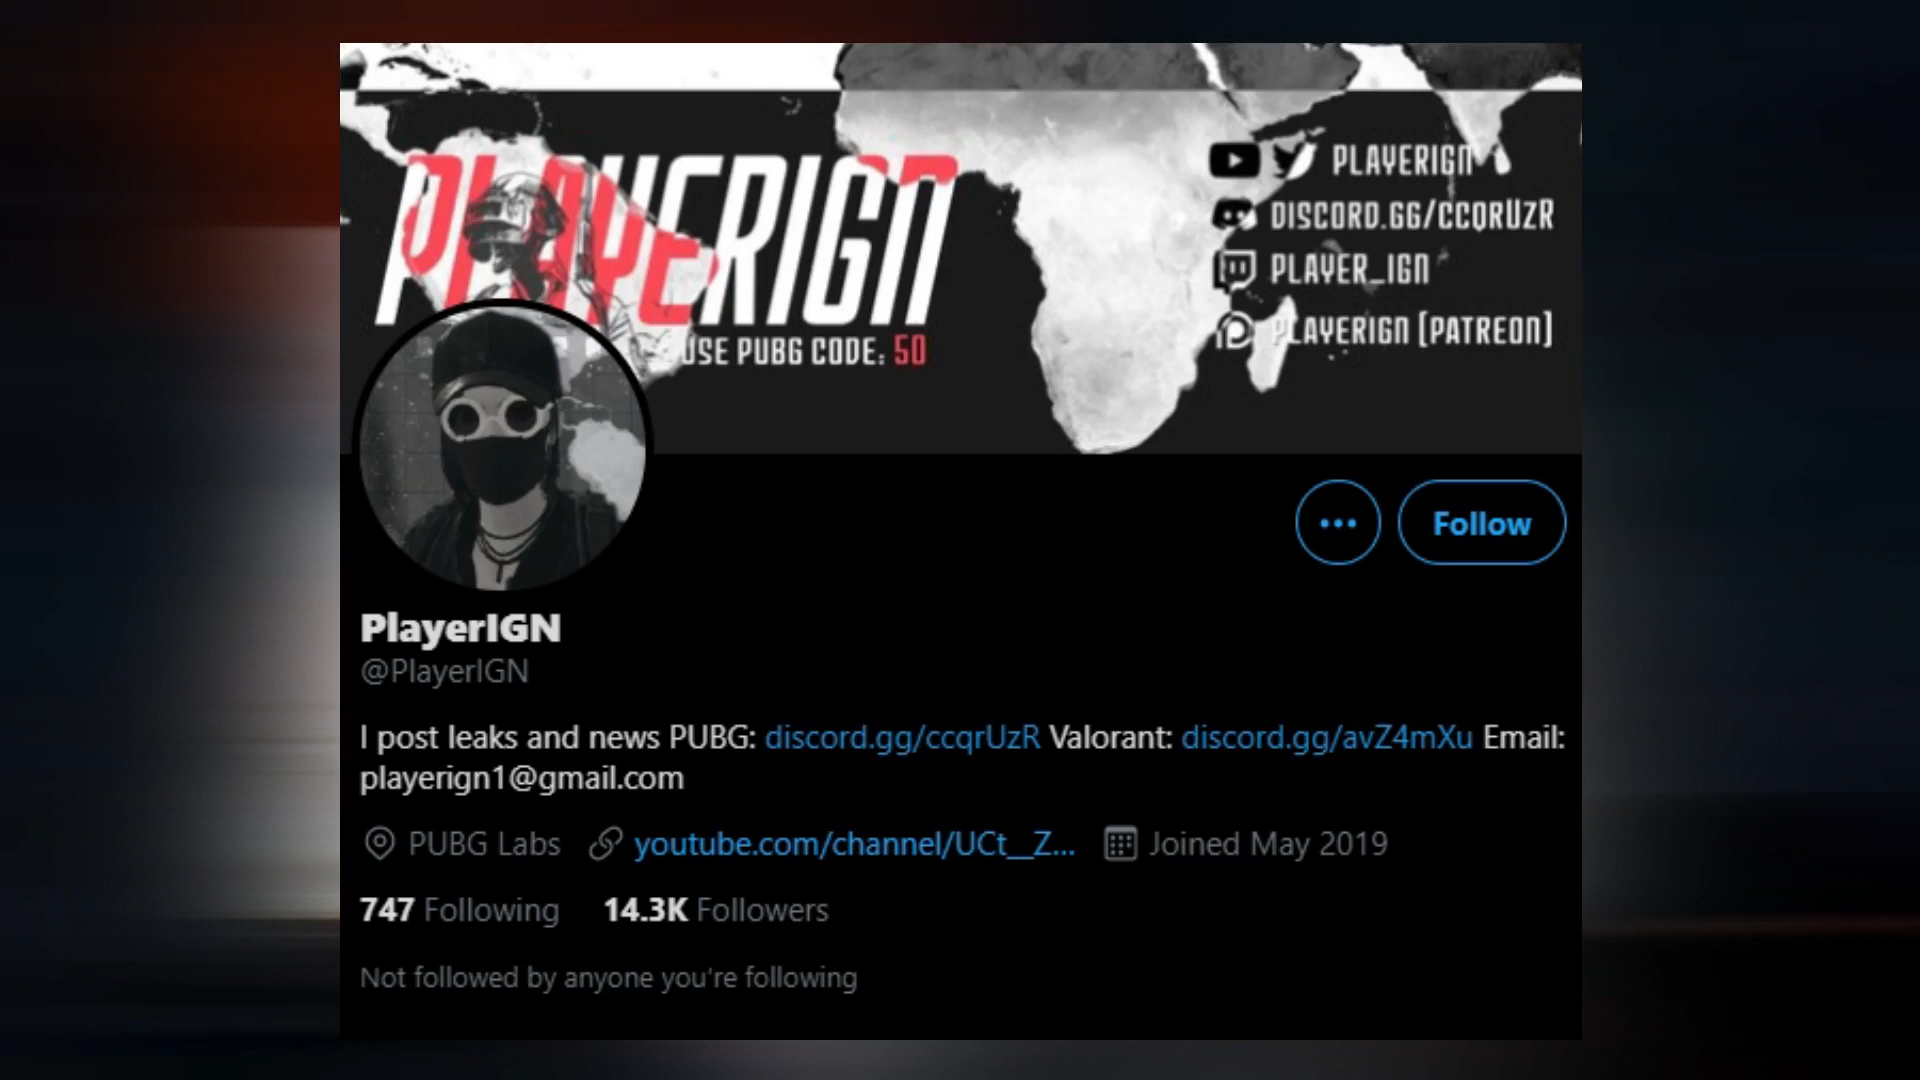 PLAYERIGN
USE PUBG CODE: 50
PLAYERIGN
DISCORD.GG/CCQRUZR
PLAYER_IGN
PLAYERIGN [PATREON]
Follow
PlayerIGN
@PlayerIGN
I post leaks and news PUBG: discord.gg/ccqrUzR Valorant: discord.gg/avZ4mXu Email:
playerign1@gmail.com
PUBG Labs youtube.com/channel/UCt__Z... Joined May 2019
747 Following 14.3K Followers
Not followed by anyone you're following